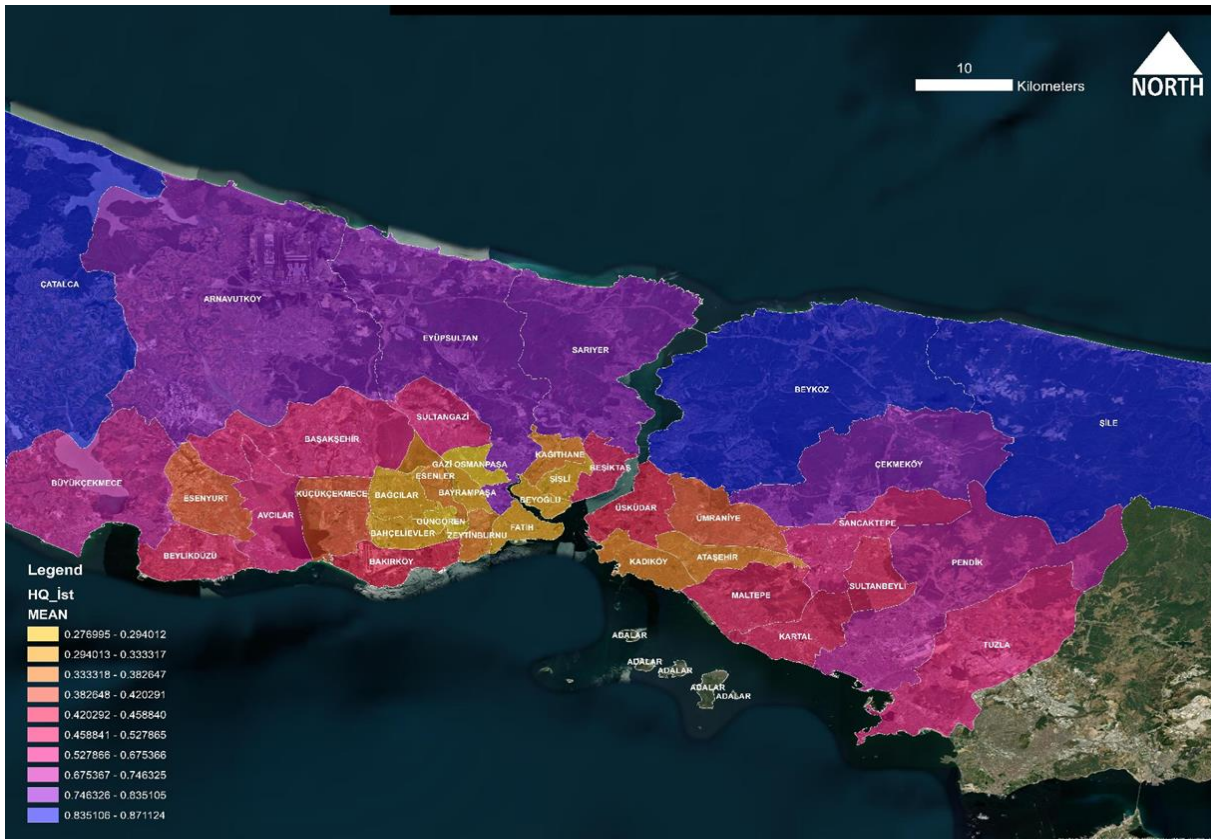 10
Kilometers
NORTH
ÇATALCA
ARNAVUTKÖY
EYÜPSULTAN
SARIYER
BEYKOZ
ŞİLE
SULTANGAZİ
BAŞAKŞEHİR
BÜYÜKÇEKMECE
ESENYURT
KÜÇÜKÇEKMECE
AVCILAR
BEYLİKDÜZÜ
GAZİ OSMANPAŞA
ESENLER
BAĞCILAR
BAYRAMPAŞA
GÜNGÖREN
BAHÇELİEVLER
ZEYTİNBURNU
BAKIRKÖY
FATİH
KAĞITHANE
ŞİŞLİ
BEŞİKTAŞ
BEYOĞLU
ÇEKMEKÖY
ÜSKÜDAR
ÜMRANİYE
SANCAKTEPE
KADIKÖY
ATAŞEHİR
PENDİK
SULTANBEYLİ
MALTEPE
KARTAL
TUZLA
ADALAR
ADALAR
ADALAR
ADALAR
ADALAR
Legend
HQ_İst
MEAN
0.276995 - 0.294012
0.294013 - 0.333317
0.333318 - 0.382647
0.382648 - 0.420291
0.420292 - 0.458840
0.458841 - 0.527865
0.527866 - 0.675366
0.675367 - 0.746325
0.746326 - 0.835105
0.835106 - 0.871124